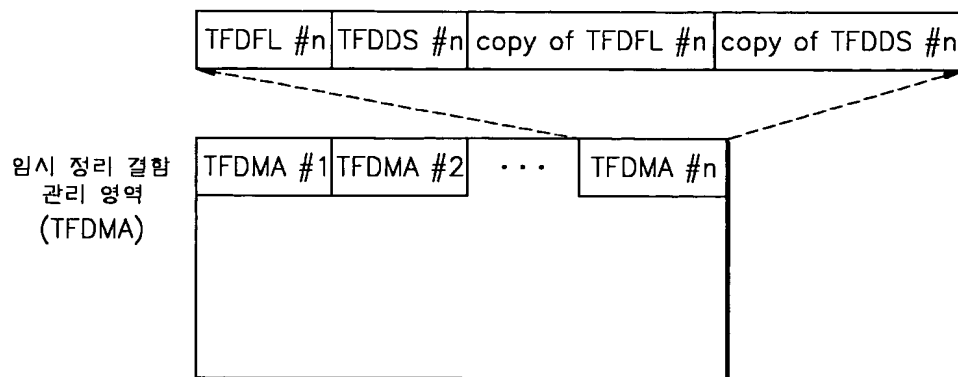 TFDFL #n TFDDS #n copy of TFDFL #n copy of TFDDS #n
임시 정리 결함
관리 영역
(TFDMA)
TFDMA #1 TFDMA #2 ... TFDMA #n